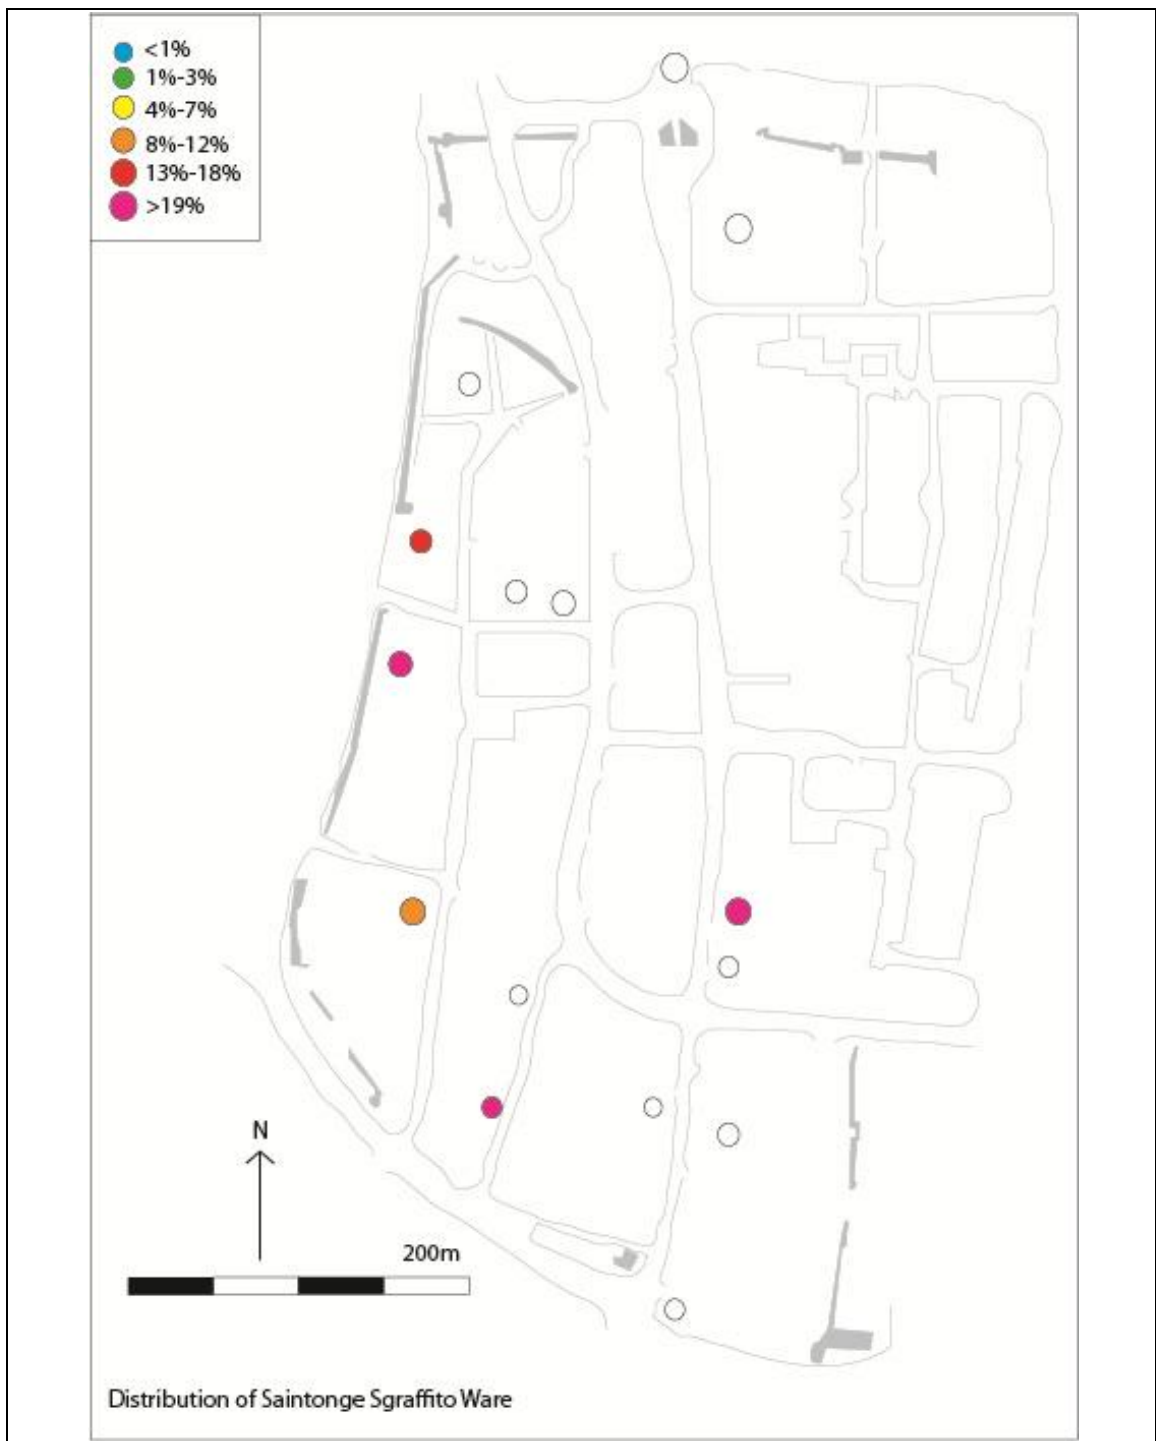 <1%
1%-3%
4%-7%
8%-12%
13%-18%
>19%
N
200m
Distribution of Saintonge Sgraffito Ware